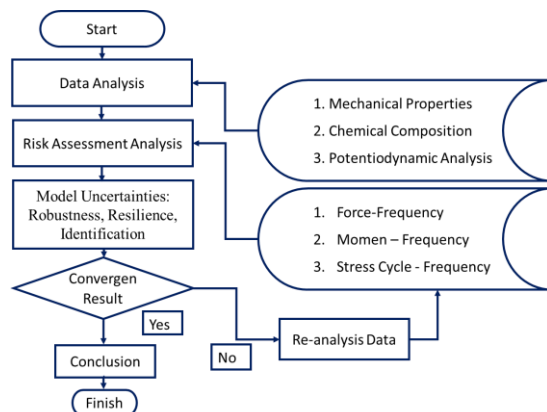 Start
Data Analysis
1. Mechanical Properties
2. Chemical Composition
3. Potentiodynamic Analysis
Risk Assessment Analysis
Model Uncertainties:
Robustness, Resilience,
Identification
1. Force-Frequency
2. Momen – Frequency
3. Stress Cycle - Frequency
Convergen
Result
Yes
No
Re-analysis Data
Conclusion
Finish